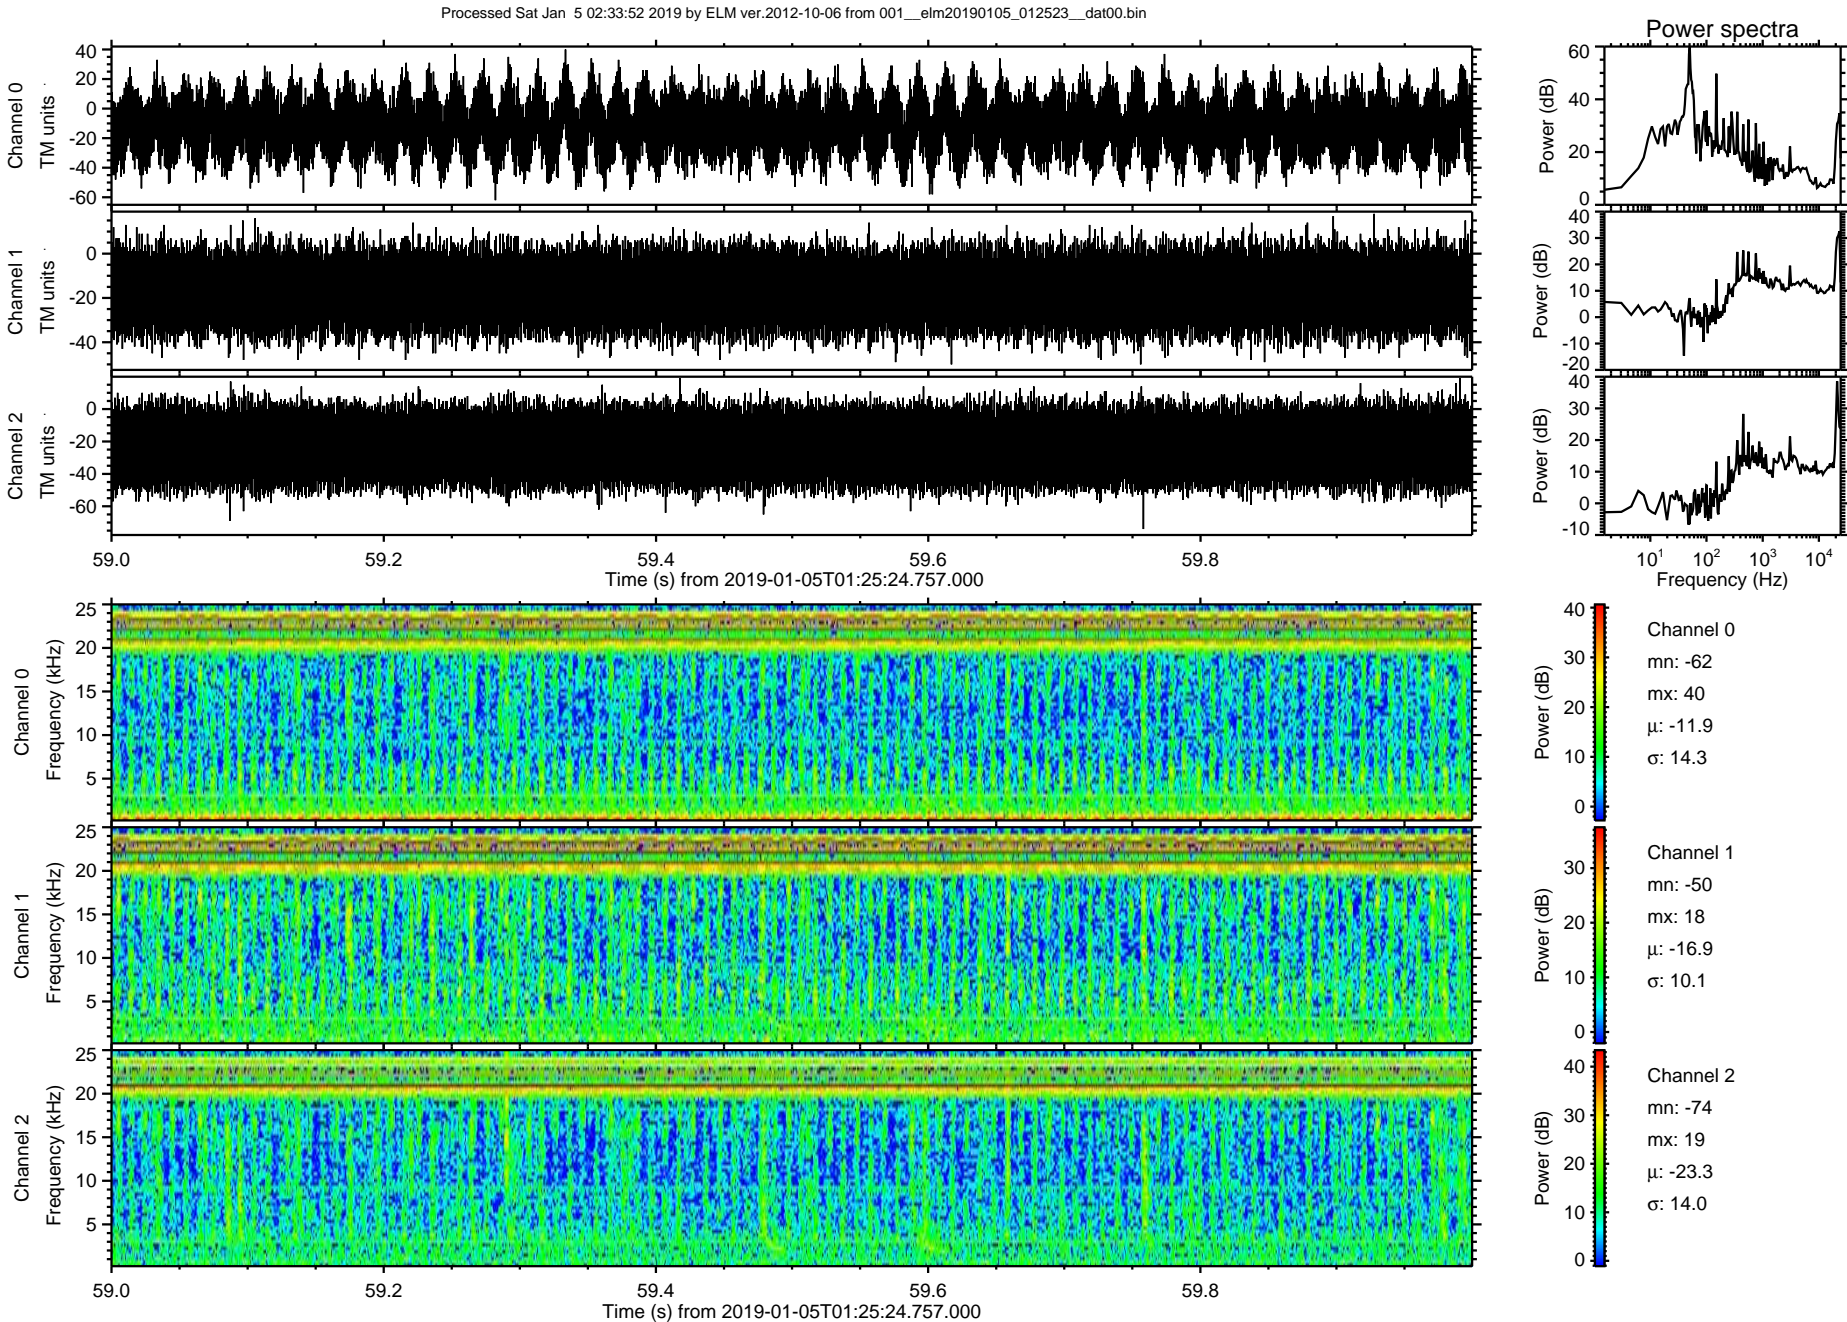 Processed Sat Jan  5 02:33:52 2019 by ELM ver.2012-10-06 from 001__elm20190105_012523__dat00.bin
Power spectra
Channel 0
TM units
40
20
0
-20
-40
-60
Power (dB)
60
40
20
0
Channel 1
TM units
0
-20
-40
Power (dB)
40
30
20
10
0
-10
-20
Channel 2
TM units
0
-20
-40
-60
Power (dB)
40
30
20
10
0
-10
59.0 59.2 59.4 59.6 59.8
Time (s) from 2019-01-05T01:25:24.757.000
10¹ 10² 10³ 10⁴
Frequency (Hz)
Channel 0
Frequency (kHz)
25
20
15
10
5
Power (dB)
40
30
20
10
0
Channel 0
mn: -62
mx: 40
μ: -11.9
σ: 14.3
Channel 1
Frequency (kHz)
25
20
15
10
5
Power (dB)
30
20
10
0
Channel 1
mn: -50
mx: 18
μ: -16.9
σ: 10.1
Channel 2
Frequency (kHz)
25
20
15
10
5
Power (dB)
40
30
20
10
0
Channel 2
mn: -74
mx: 19
μ: -23.3
σ: 14.0
59.0 59.2 59.4 59.6 59.8
Time (s) from 2019-01-05T01:25:24.757.000